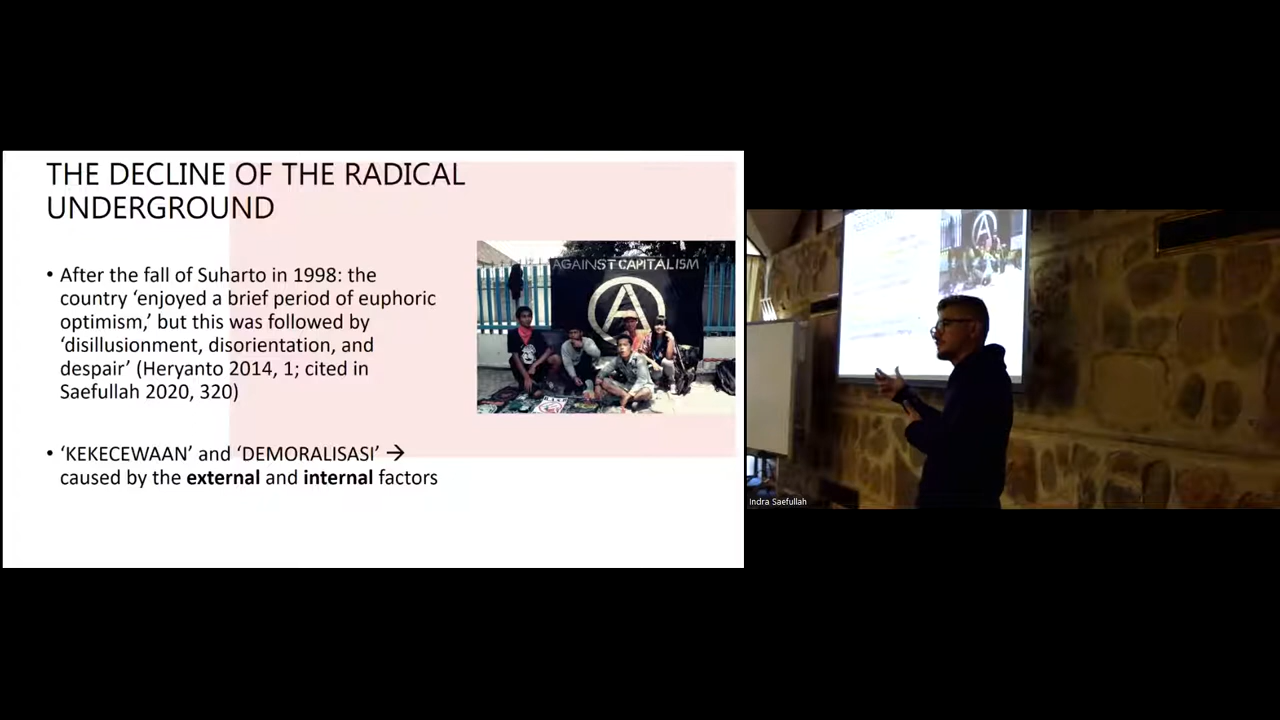 THE DECLINE OF THE RADICAL
UNDERGROUND
• After the fall of Suharto in 1998: the
country ‘enjoyed a brief period of euphoric
optimism,’ but this was followed by
‘disillusionment, disorientation, and
despair’ (Heryanto 2014, 1; cited in
Saefullah 2020, 320)
• ‘KEKECEWAAN’ and ‘DEMORALISASI’ →
caused by the external and internal factors
AGAINST CAPITALISM
Indra Saefullah